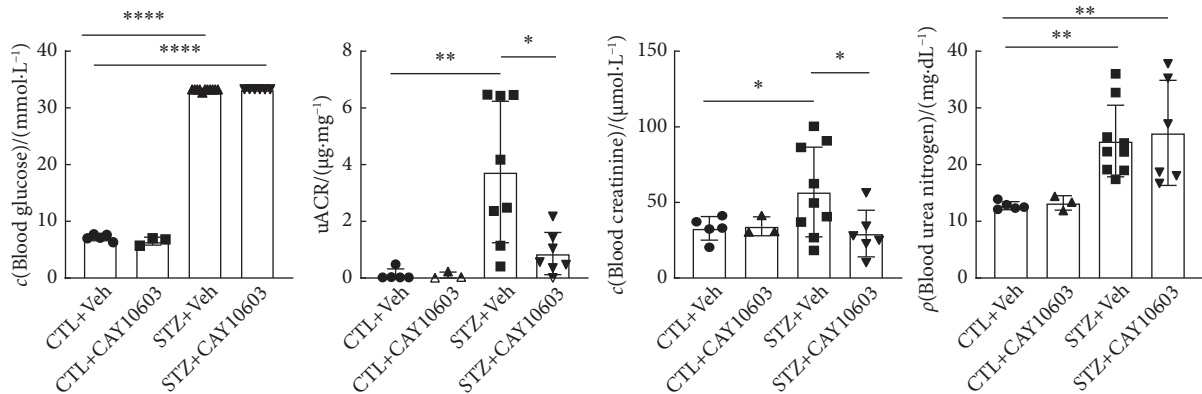 c(Blood glucose)/(mmol·L⁻¹)
40
30
20
10
0
****
****
CTL+Veh
CTL+CAY10603
STZ+Veh
STZ+CAY10603
uACR/(μg·mg⁻¹)
8
6
4
2
0
**
*
CTL+Veh
CTL+CAY10603
STZ+Veh
STZ+CAY10603
c(Blood creatinine)/(μmol·L⁻¹)
150
100
50
0
*
*
CTL+Veh
CTL+CAY10603
STZ+Veh
STZ+CAY10603
ρ(Blood urea nitrogen)/(mg·dL⁻¹)
40
30
20
10
0
**
**
CTL+Veh
CTL+CAY10603
STZ+Veh
STZ+CAY10603